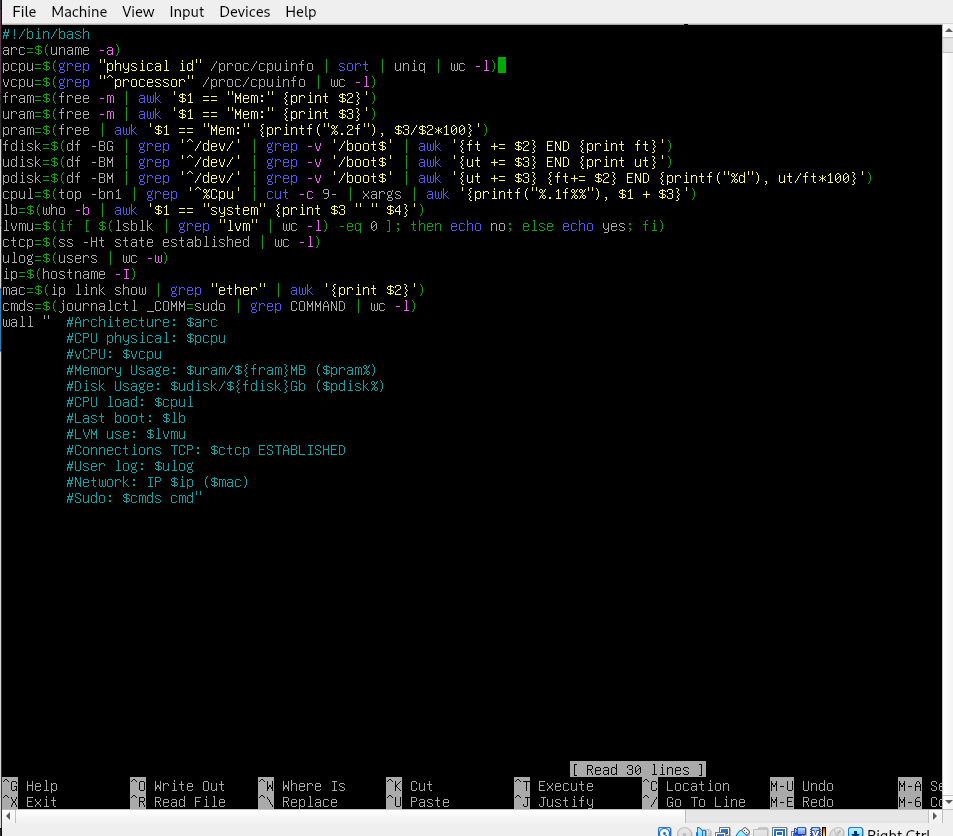 File Machine View Input Devices Help
#!/bin/bash
arc=$(uname -a)
pcpu=$(grep "physical id" /proc/cpuinfo | sort | uniq | wc -l)
vcpu=$(grep "^processor" /proc/cpuinfo | wc -l)
fram=$(free -m | awk '$1 == "Mem:" {print $2}')
uram=$(free -m | awk '$1 == "Mem:" {print $3}')
pram=$(free | awk '$1 == "Mem:" {printf("%.2f"), $3/$2*100}')
fdisk=$(df -BG | grep '^/dev/' | grep -v '/boot$' | awk '{ft += $2} END {print ft}')
udisk=$(df -BM | grep '^/dev/' | grep -v '/boot$' | awk '{ut += $3} END {print ut}')
pdisk=$(df -BM | grep '^/dev/' | grep -v '/boot$' | awk '{ut += $3} {ft+= $2} END {printf("%d"), ut/ft*100}')
cpul=$(top -bn1 | grep '^%Cpu' | cut -c 9- | xargs | awk '{printf("%.1f%%"), $1 + $3}')
lb=$(who -b | awk '$1 == "system" {print $3 " " $4}')
lvmu=$(if [ $(lsblk | grep "lvm" | wc -l) -eq 0 ]; then echo no; else echo yes; fi)
ctcp=$(ss -Ht state established | wc -l)
ulog=$(users | wc -w)
ip=$(hostname -I)
mac=$(ip link show | grep "ether" | awk '{print $2}')
cmds=$(journalctl _COMM=sudo | grep COMMAND | wc -l)
wall " #Architecture: $arc
#CPU physical: $pcpu
#vCPU: $vcpu
#Memory Usage: $uram/${fram}MB ($pram%)
#Disk Usage: $udisk/${fdisk}Gb ($pdisk%)
#CPU load: $cpul
#Last boot: $lb
#LVM use: $lvmu
#Connections TCP: $ctcp ESTABLISHED
#User log: $ulog
#Network: IP $ip ($mac)
#Sudo: $cmds cmd"
[ Read 30 lines ]
^G Help ^O Write Out ^W Where Is ^K Cut ^T Execute ^C Location M-U Undo M-A
^X Exit ^R Read File ^\ Replace ^U Paste ^J Justify ^/ Go To Line M-E Redo M-6
Right Ctrl